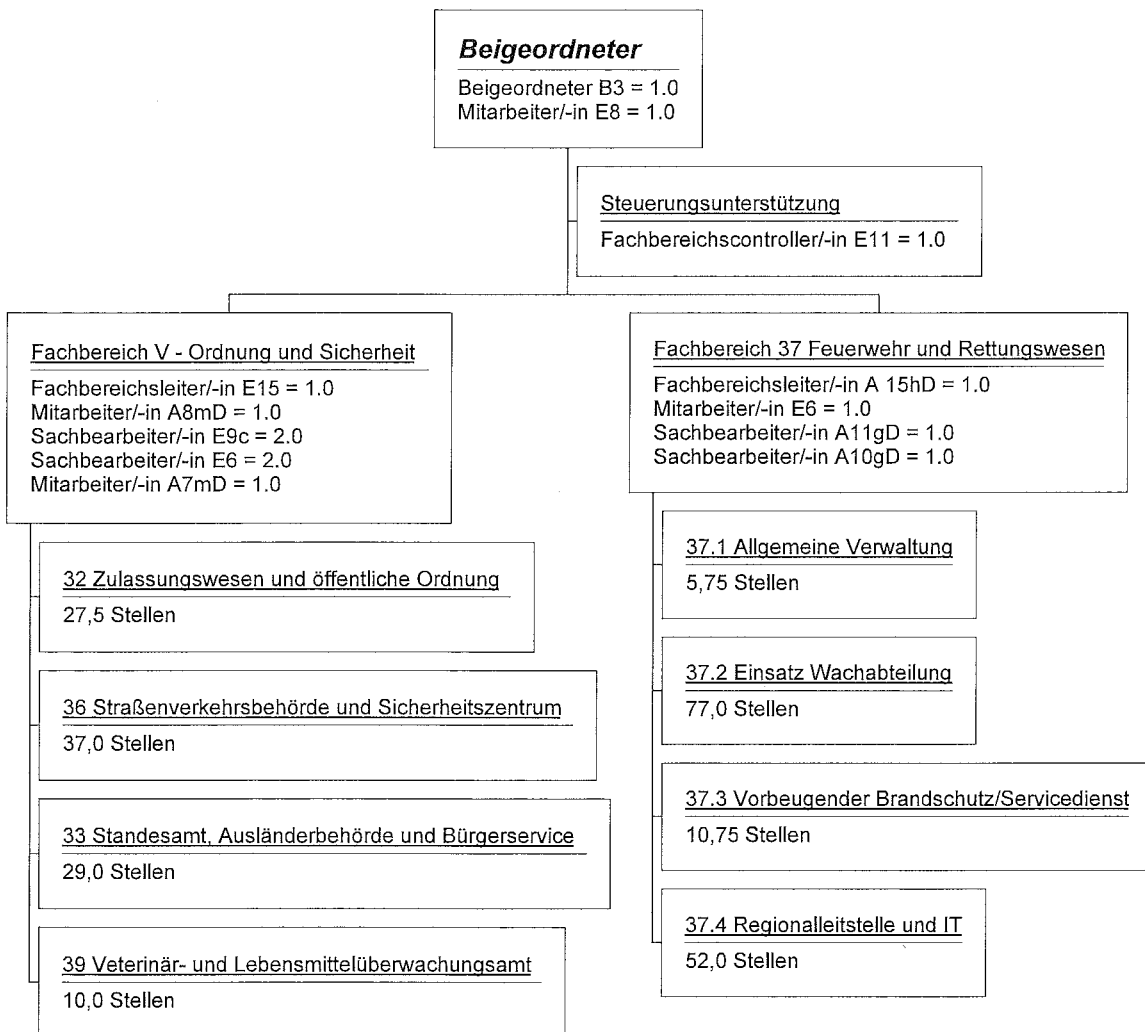 Beigeordneter
Beigeordneter B3 = 1.0
Mitarbeiter/-in E8 = 1.0
Steuerungsunterstützung
Fachbereichscontroller/-in E11 = 1.0
Fachbereich V - Ordnung und Sicherheit
Fachbereichsleiter/-in E15 = 1.0
Mitarbeiter/-in A8mD = 1.0
Sachbearbeiter/-in E9c = 2.0
Sachbearbeiter/-in E6 = 2.0
Mitarbeiter/-in A7mD = 1.0
32 Zulassungswesen und öffentliche Ordnung
27,5 Stellen
36 Straßenverkehrsbehörde und Sicherheitszentrum
37,0 Stellen
33 Standesamt, Ausländerbehörde und Bürgerservice
29,0 Stellen
39 Veterinär- und Lebensmittelüberwachungsamt
10,0 Stellen
Fachbereich 37 Feuerwehr und Rettungswesen
Fachbereichsleiter/-in A 15hD = 1.0
Mitarbeiter/-in E6 = 1.0
Sachbearbeiter/-in A11gD = 1.0
Sachbearbeiter/-in A10gD = 1.0
37.1 Allgemeine Verwaltung
5,75 Stellen
37.2 Einsatz Wachabteilung
77,0 Stellen
37.3 Vorbeugender Brandschutz/Servicedienst
10,75 Stellen
37.4 Regionalleitstelle und IT
52,0 Stellen